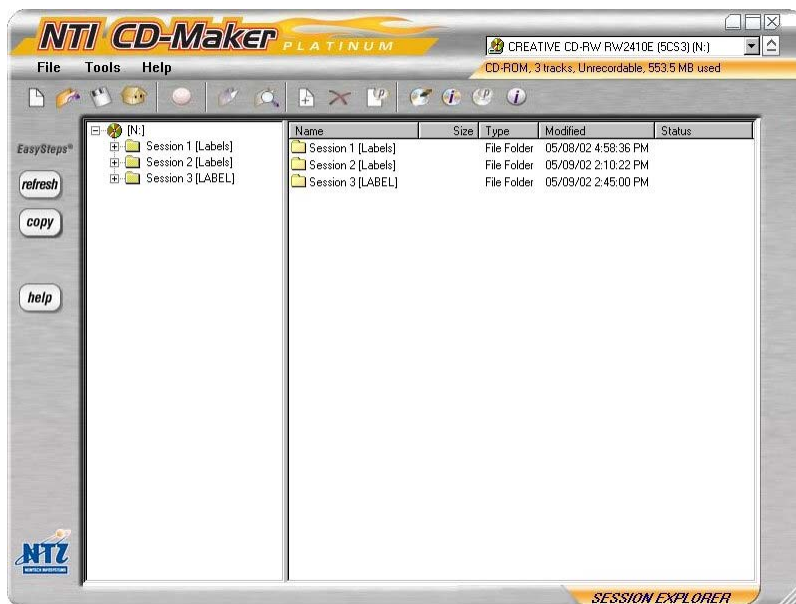 NTI CD-Maker PLATINUM
CREATIVE CD-RW RW2410E (5CS3) (N:)
File Tools Help
CD-ROM, 3 tracks, Unrecordable, 553.5 MB used
EasySteps®
refresh
copy
help
[N:]
Session 1 [Labels]
Session 2 [Labels]
Session 3 [LABEL]
Name Size Type Modified Status
Session 1 [Labels] File Folder 05/08/02 4:58:36 PM
Session 2 [Labels] File Folder 05/09/02 2:10:22 PM
Session 3 [LABEL] File Folder 05/09/02 2:45:00 PM
NTI
SESSION EXPLORER